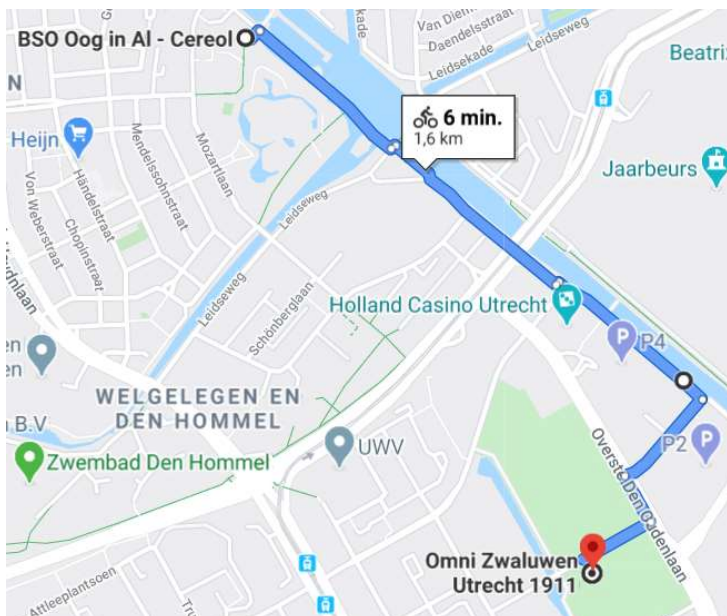 Van Diem
Daendelsstraat
Leidsekade
Leidseweg
kade
BSO Oog in Al - Cereol
Beatrix
N
6 min.
1,6 km
Heijn
Mozartlaan
Mendelssohnstraat
Händelstraat
Von Weberstraat
Chopinstraat
Leidseweg
Jaarbeurs
Leidseweg
Schönberglaan
Holland Casino Utrecht
P4
WELGELEGEN EN
DEN HOMMEL
n B.V
UWV
Zwembad Den Hommel
P2
Overste Den Oudenlaan
Omni Zwaluwen
Utrecht 1911
Attleeplantsoen